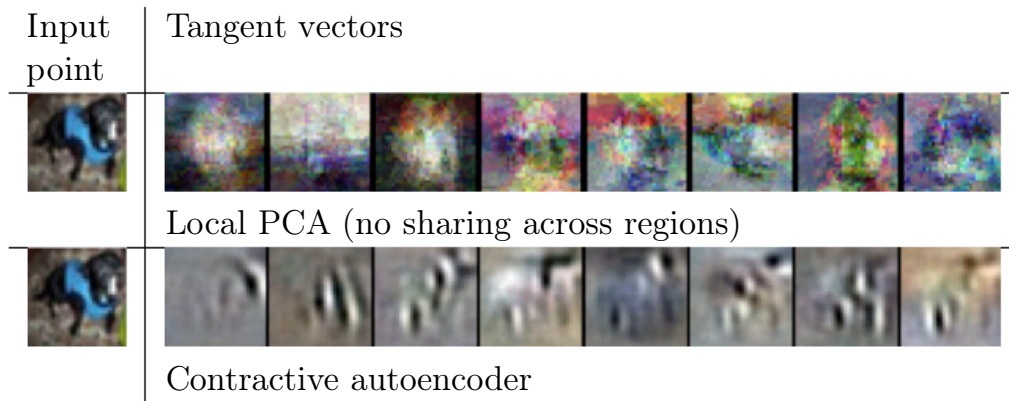 Input
point
Tangent vectors
Local PCA (no sharing across regions)
Contractive autoencoder